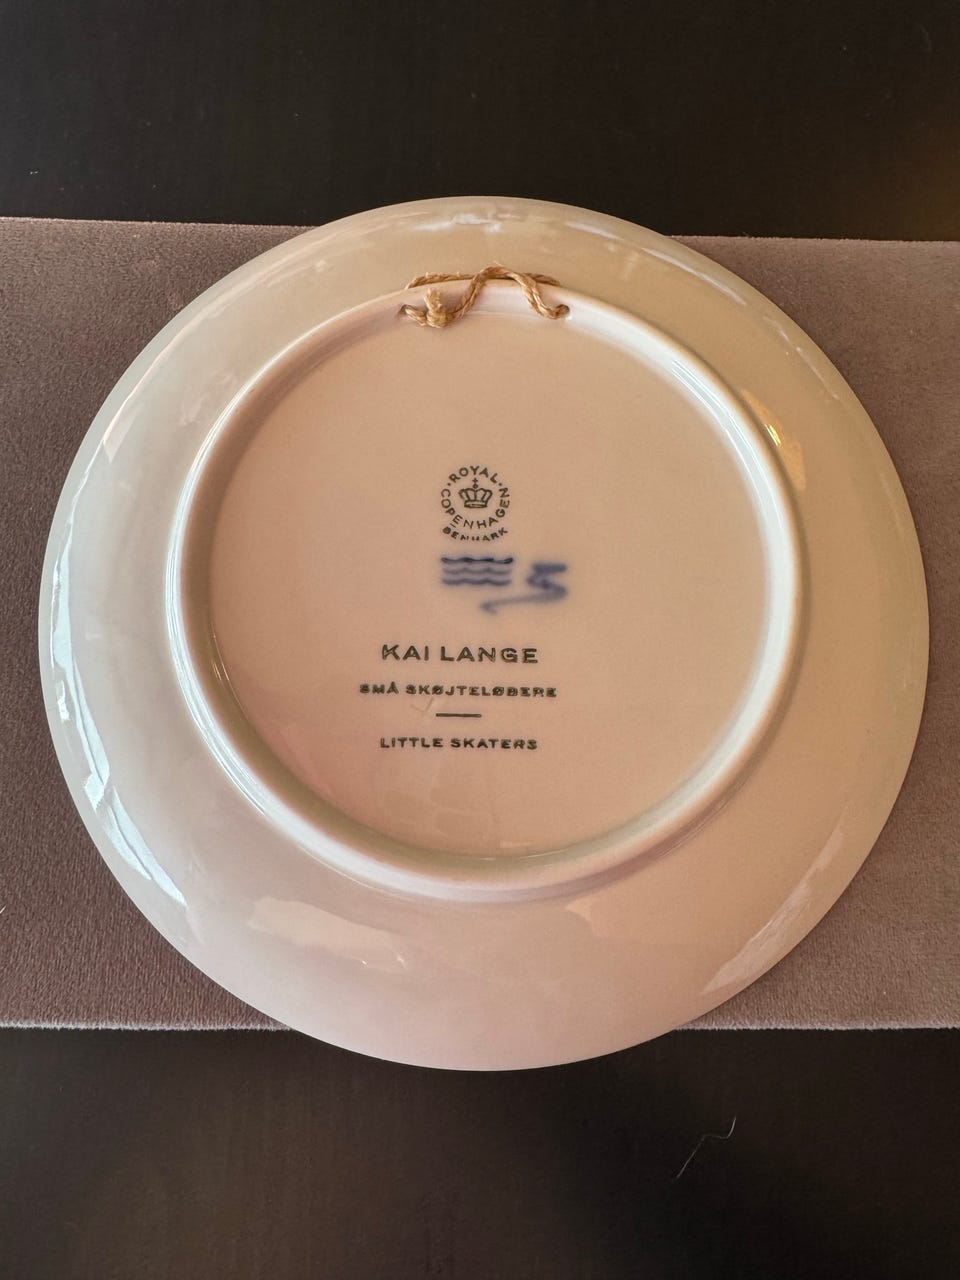 ROYAL COPENHAGEN
DENMARK
KAI LANGE
SMÅ SKØJTELØBERE
LITTLE SKATERS